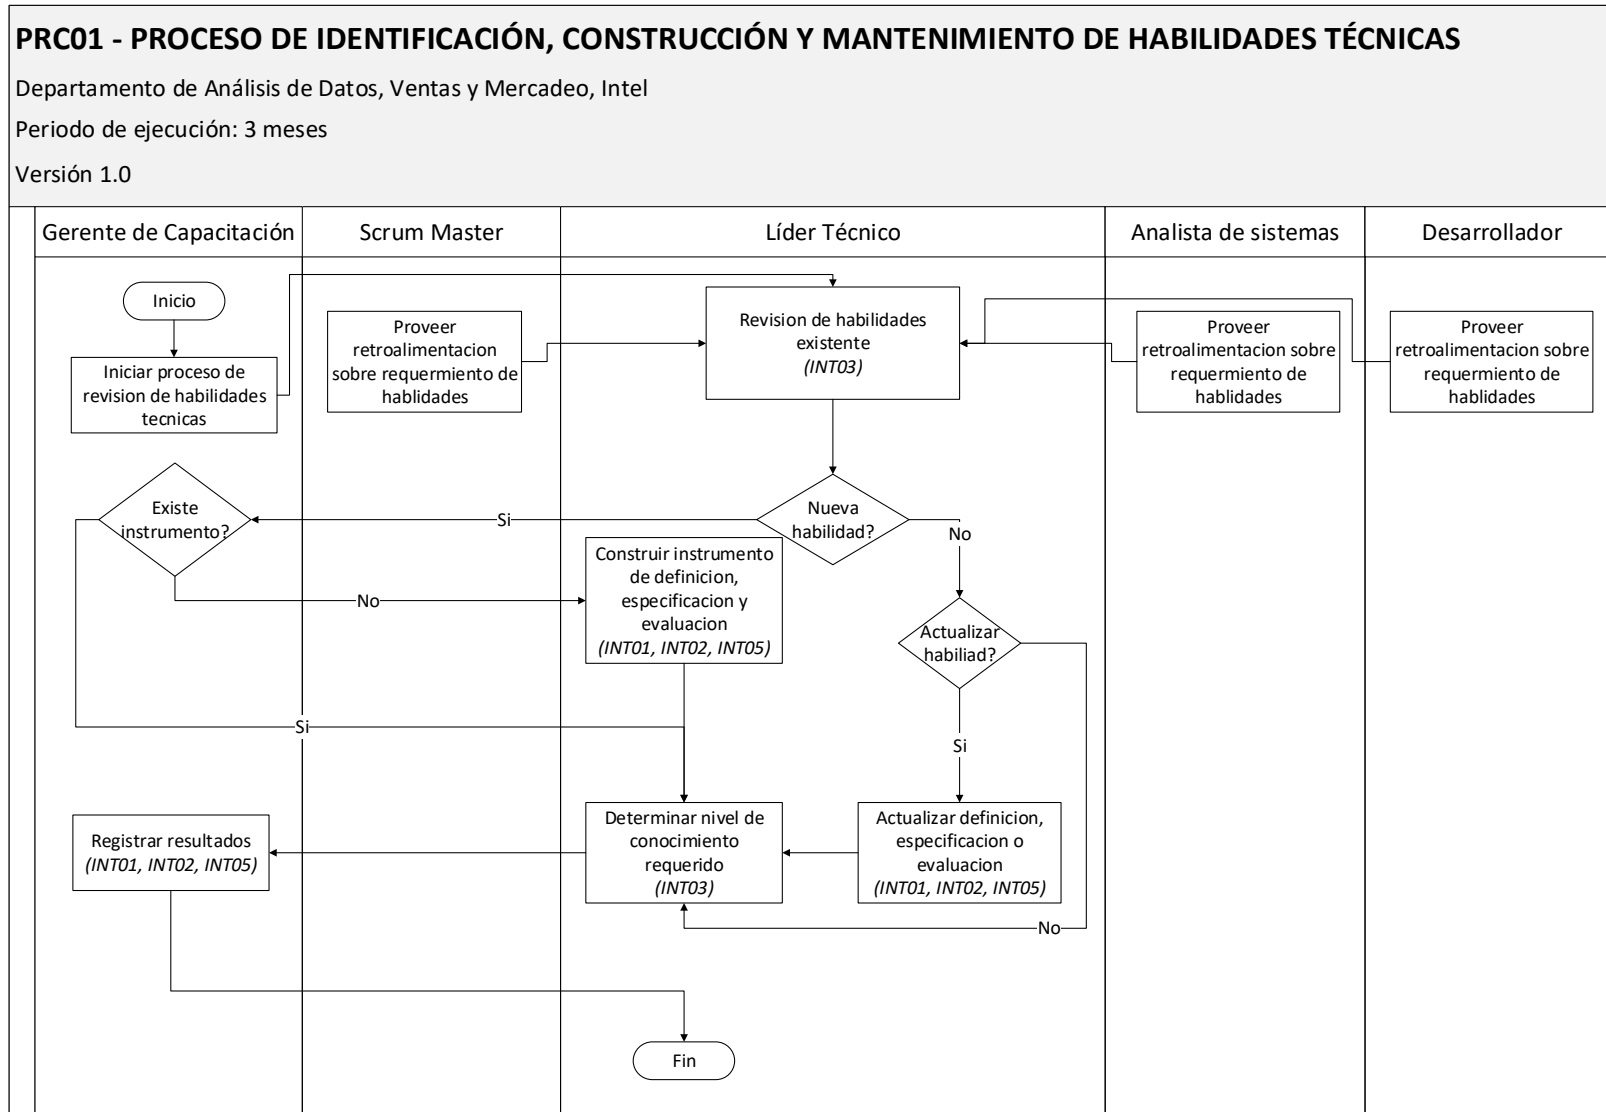 PRC01 - PROCESO DE IDENTIFICACIÓN, CONSTRUCCIÓN Y MANTENIMIENTO DE HABILIDADES TÉCNICAS
Departamento de Análisis de Datos, Ventas y Mercadeo, Intel
Periodo de ejecución: 3 meses
Versión 1.0
Gerente de Capacitación
Scrum Master
Líder Técnico
Analista de sistemas
Desarrollador
Inicio
Iniciar proceso de
revision de habilidades
tecnicas
Proveer
retroalimentacion
sobre requermiento de
hablidades
Revision de habilidades
existente
(INT03)
Proveer
retroalimentacion sobre
requermiento de
hablidades
Proveer
retroalimentacion sobre
requermiento de
hablidades
Existe
instrumento?
Si
Nueva
habilidad?
No
No
Construir instrumento
de definicion,
especificacion y
evaluacion
(INT01, INT02, INT05)
Actualizar
habiliad?
Si
Si
Registrar resultados
(INT01, INT02, INT05)
Determinar nivel de
conocimiento
requerido
(INT03)
Actualizar definicion,
especificacion o
evaluacion
(INT01, INT02, INT05)
No
Fin